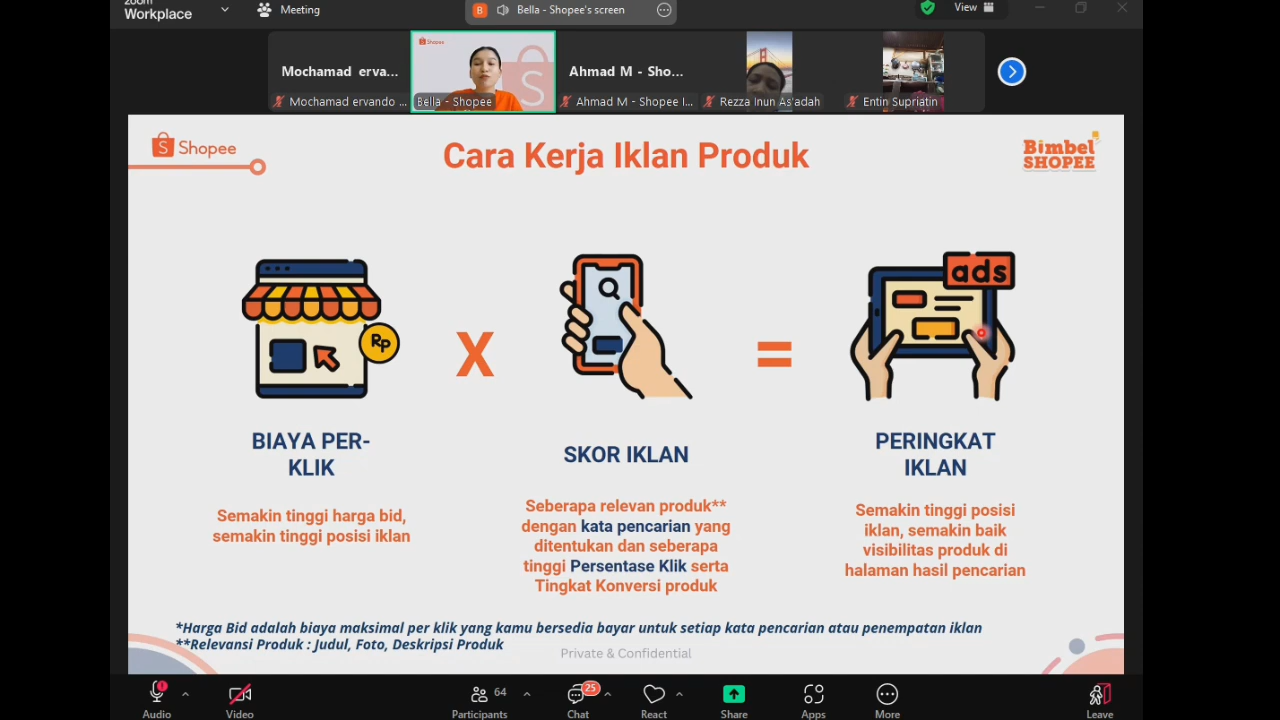 zoom
Workplace
Meeting
B
Bella - Shopee's screen
View
Mochamad erva...
Mochamad ervando ...
Shopee
Bella - Shopee
Ahmad M - Sho...
Ahmad M - Shopee I...
Rezza Inun As'adah
Entin Supriatin
Shopee
Cara Kerja Iklan Produk
Bimbel
SHOPEE
Rp
X
=
ads
BIAYA PER-
KLIK
SKOR IKLAN
PERINGKAT
IKLAN
Semakin tinggi harga bid,
semakin tinggi posisi iklan
Seberapa relevan produk**
dengan kata pencarian yang
ditentukan dan seberapa
tinggi Persentase Klik serta
Tingkat Konversi produk
Semakin tinggi posisi
iklan, semakin baik
visibilitas produk di
halaman hasil pencarian
*Harga Bid adalah biaya maksimal per klik yang kamu bersedia bayar untuk setiap kata pencarian atau penempatan iklan
**Relevansi Produk : Judul, Foto, Deskripsi Produk
Private & Confidential
Audio
Video
64
Participants
25
Chat
React
Share
Apps
More
Leave